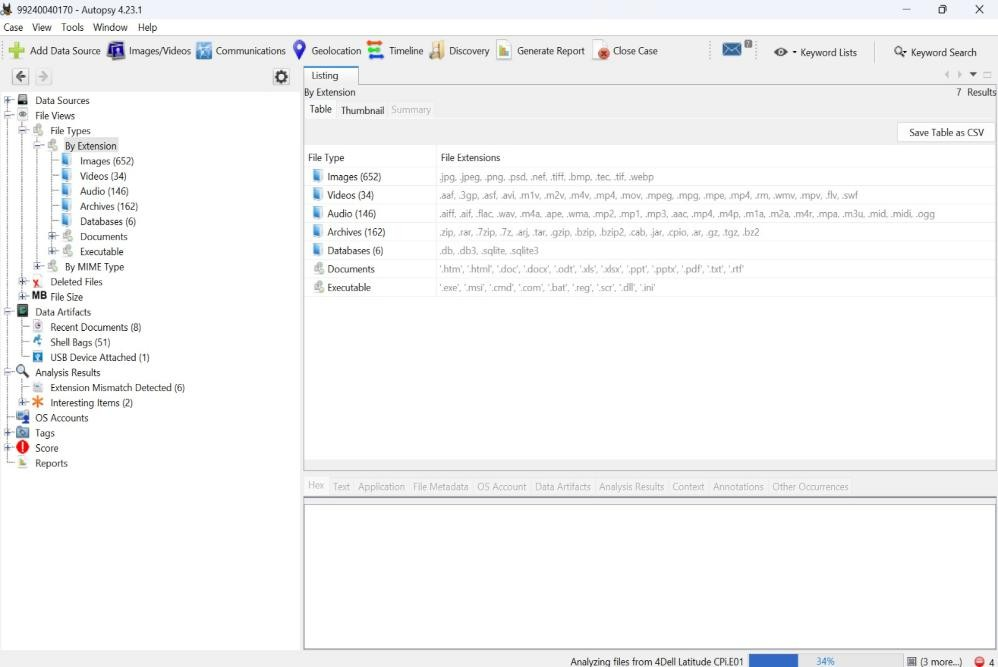 99240040170 - Autopsy 4.23.1
Case View Tools Window Help
Add Data Source Images/Videos Communications Geolocation Timeline Discovery Generate Report Close Case Keyword Lists Keyword Search
Listing
By Extension 7 Results
Table Thumbnail Summary
Save Table as CSV
Data Sources
File Views
File Types
By Extension
Images (652)
Videos (34)
Audio (146)
Archives (162)
Databases (6)
Documents
Executable
By MIME Type
Deleted Files
MB File Size
Data Artifacts
Recent Documents (8)
Shell Bags (51)
USB Device Attached (1)
Analysis Results
Extension Mismatch Detected (6)
Interesting Items (2)
OS Accounts
Tags
Score
Reports
File Type File Extensions
Images (652) .jpg, .jpeg, .png, .psd, .nef, .tiff, .bmp, .tec, .tif, .webp
Videos (34) .aaf, .3gp, .asf, .avi, .m1v, .m2v, .m4v, .mp4, .mov, .mpeg, .mpg, .mpe, .mp4, .rm, .wmv, .mpv, .flv, .swf
Audio (146) .aiff, .aif, .flac, .wav, .m4a, .ape, .wma, .mp2, .mp1, .mp3, .aac, .mp4, .m4p, .m1a, .m2a, .m4r, .mpa, .m3u, .mid, .midi, .ogg
Archives (162) .zip, .rar, .7zip, .7z, .arj, .tar, .gzip, .bzip, .bzip2, .cab, .jar, .cpio, .ar, .gz, .tgz, .bz2
Databases (6) .db, .db3, .sqlite, .sqlite3
Documents '.htm', '.html', '.doc', '.docx', '.odt', '.xls', '.xlsx', '.ppt', '.pptx', '.pdf', '.txt', '.rtf'
Executable '.exe', '.msi', '.cmd', '.com', '.bat', '.reg', '.scr', '.dll', '.ini'
Hex Text Application File Metadata OS Account Data Artifacts Analysis Results Context Annotations Other Occurrences
Analyzing files from 4Dell Latitude CPi.E01 34% (3 more...) 4